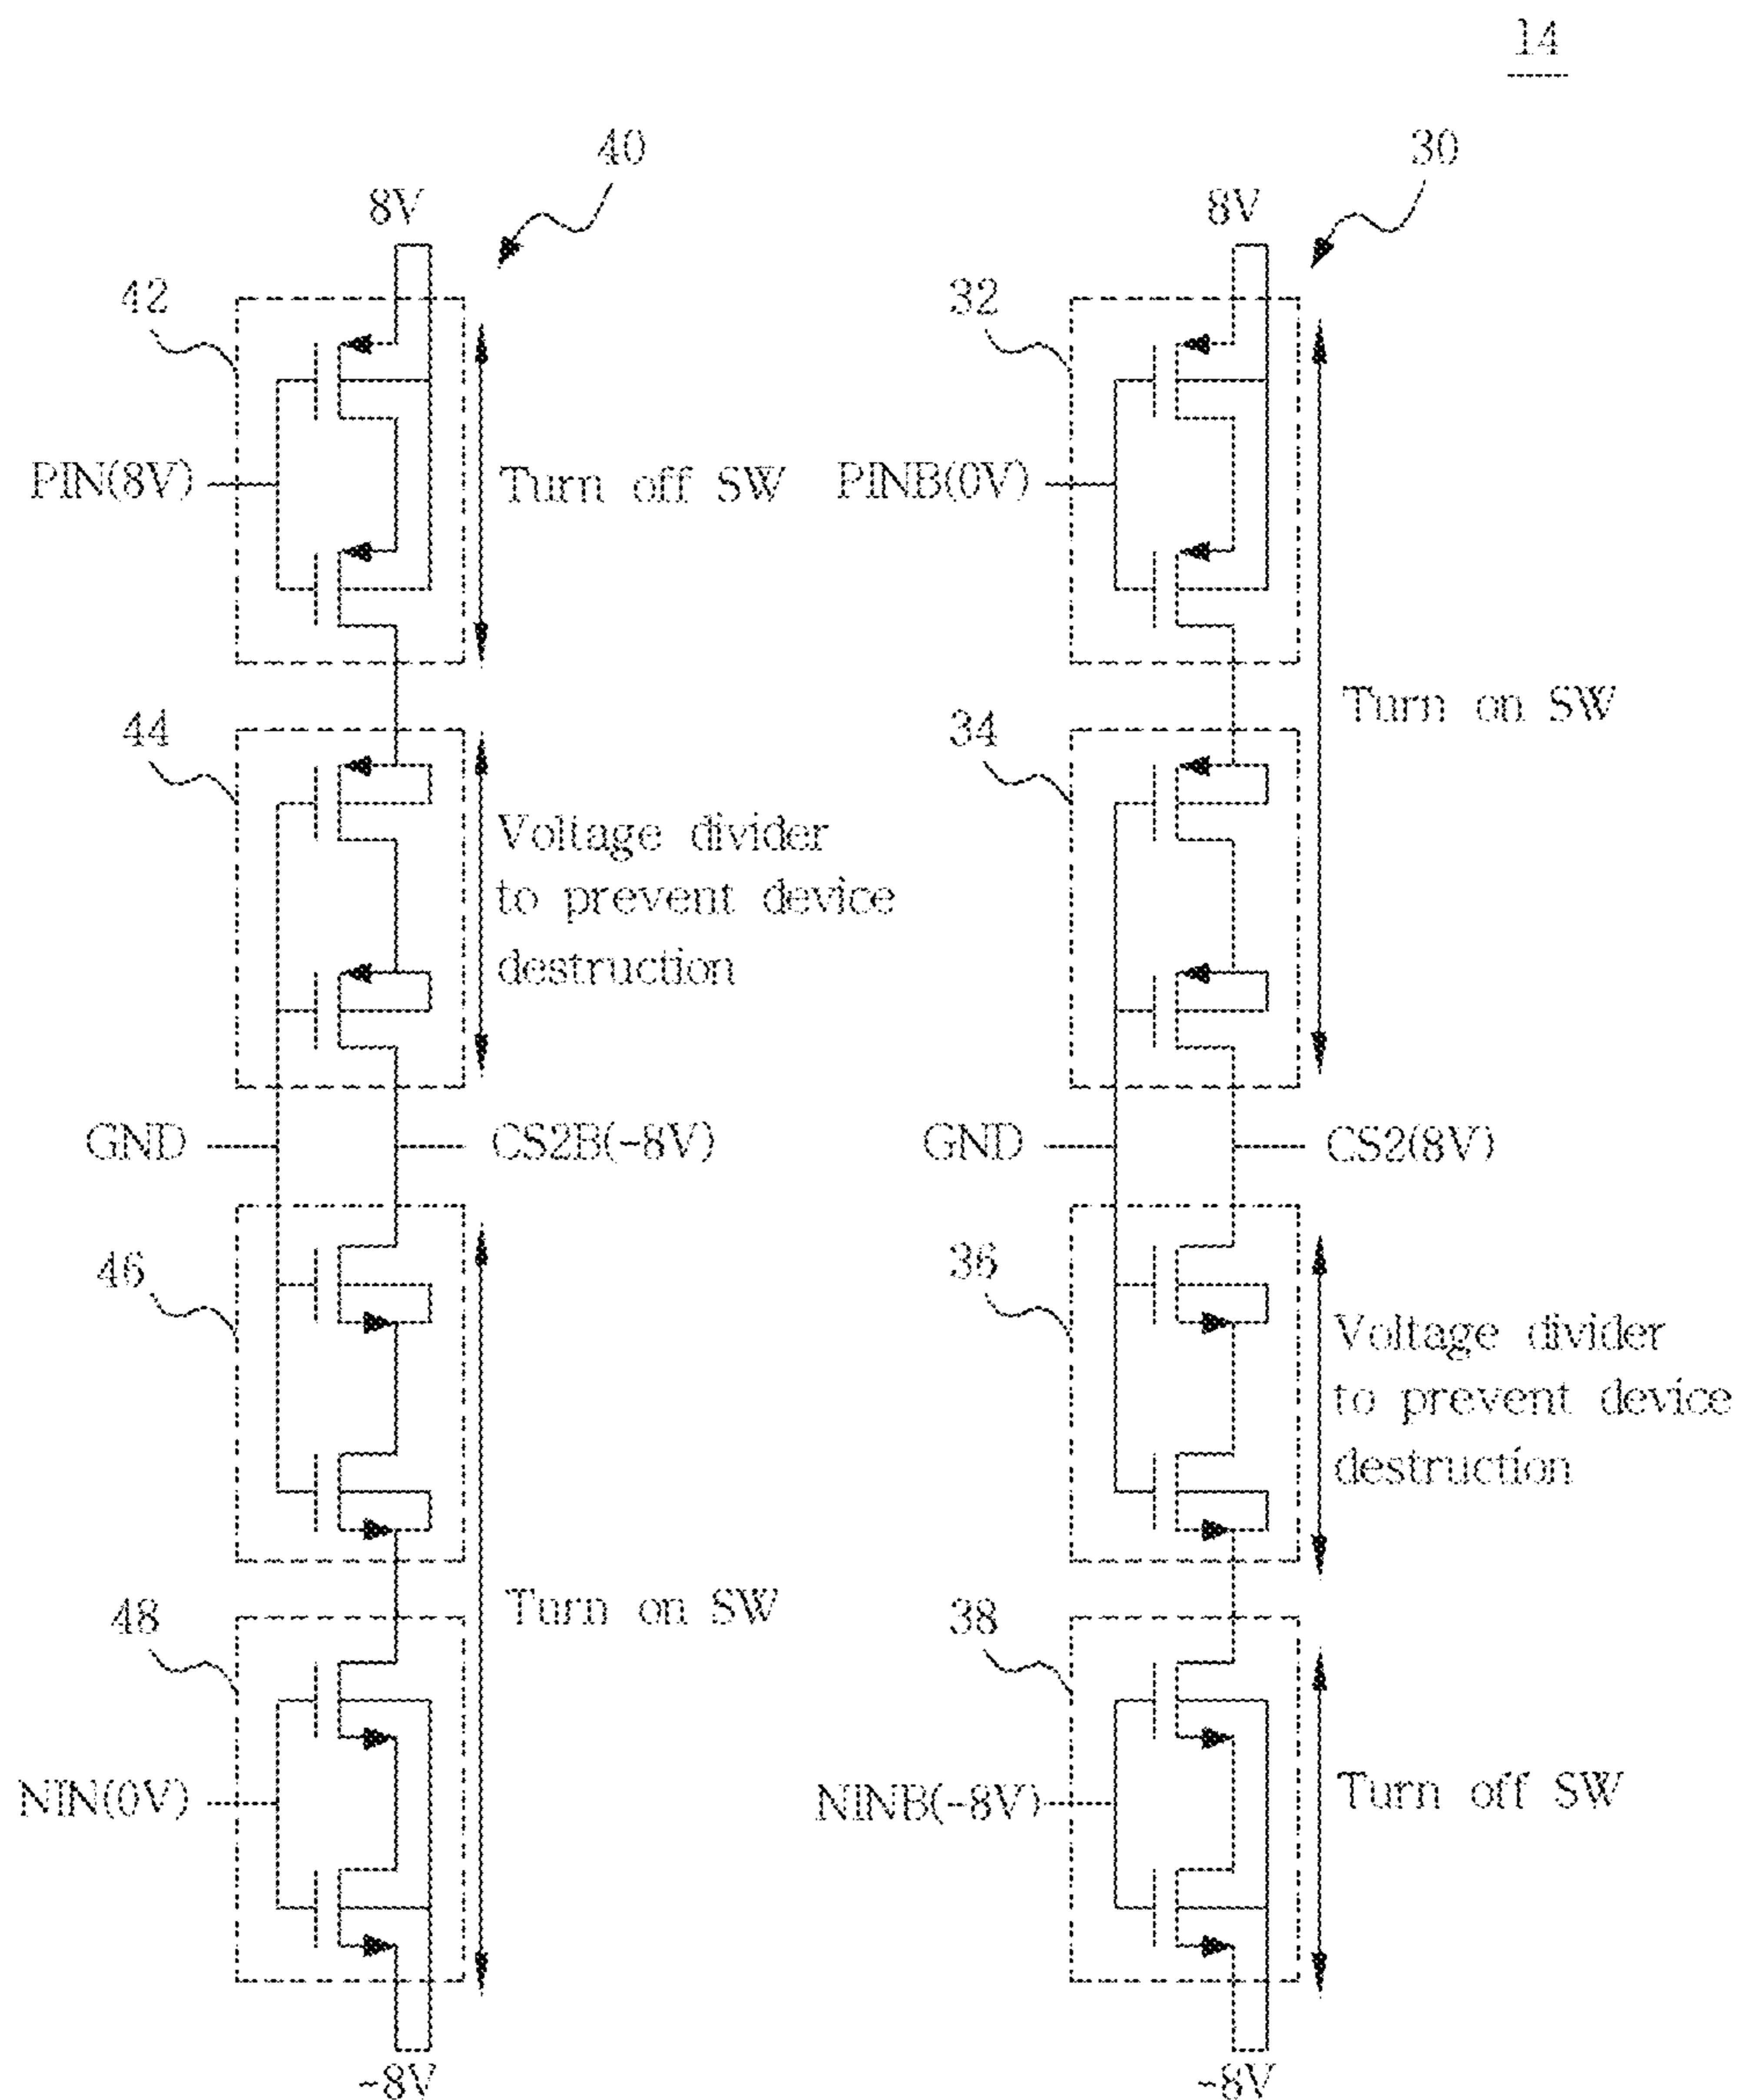 14
40
30
8V
8V
42
32
PIN(8V)
Turn off SW
PINB(0V)
Turn on SW
44
34
Voltage divider
to prevent device
destruction
GND
CS2B(-8V)
GND
CS2(8V)
46
36
Voltage divider
to prevent device
destruction
48
Turn on SW
38
NIN(0V)
NINB(-8V)
Turn off SW
-8V
-8V